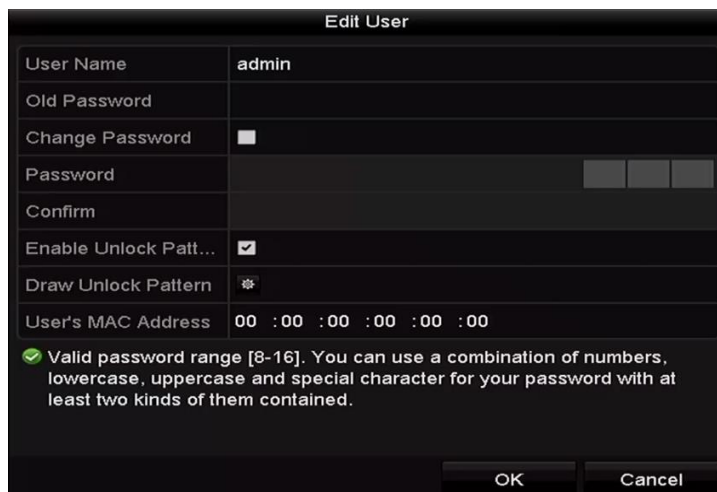 Edit User
User Name admin
Old Password
Change Password
Password
Confirm
Enable Unlock Patt...
Draw Unlock Pattern
User's MAC Address 00 :00 :00 :00 :00 :00
Valid password range [8-16]. You can use a combination of numbers,
lowercase, uppercase and special character for your password with at
least two kinds of them contained.
OK Cancel